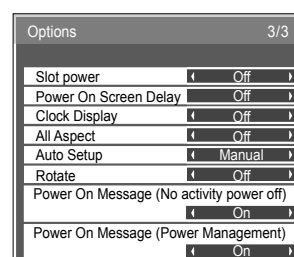 Options 3/3
Slot power Off
Power On Screen Delay Off
Clock Display Off
All Aspect Off
Auto Setup Manual
Rotate Off
Power On Message (No activity power off)
On
Power On Message (Power Management)
On